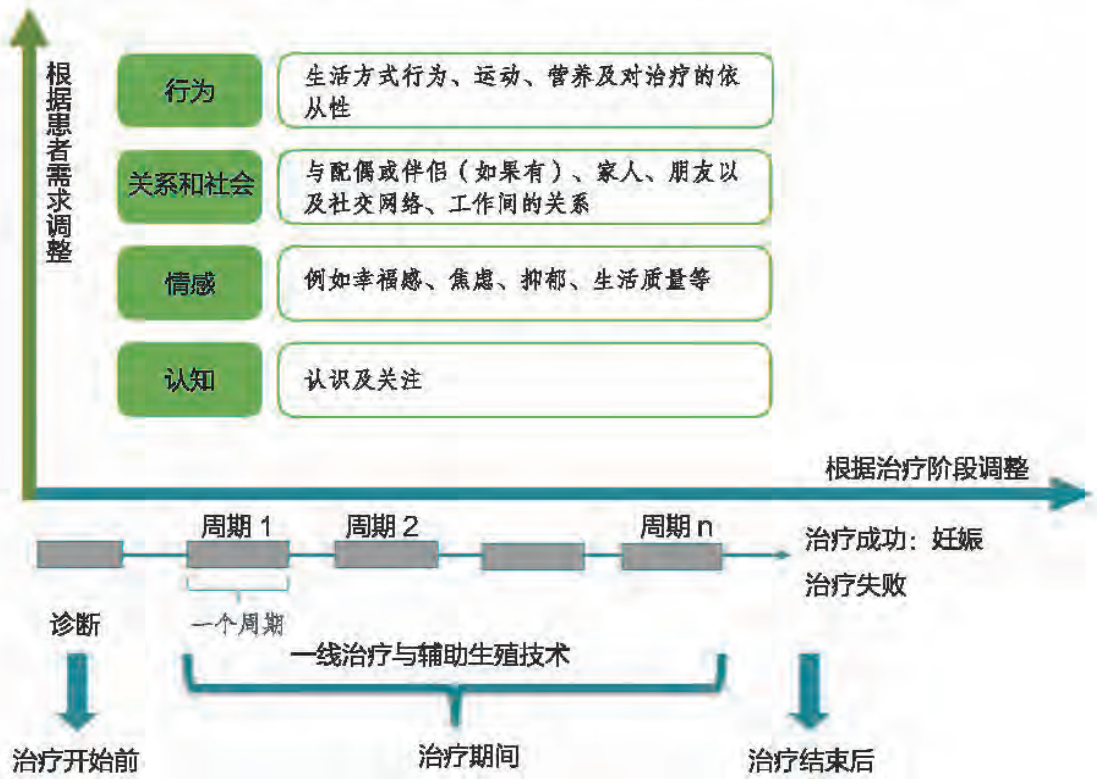 根据患者需求调整
行为
生活方式行为、运动、营养及对治疗的依
从性
关系和社会
与配偶或伴侣（如果有）、家人、朋友以
及社交网络、工作间的关系
情感
例如幸福感、焦虑、抑郁、生活质量等
认知
认识及关注
根据治疗阶段调整
周期 1
周期 2
周期 n
治疗成功：妊娠
治疗失败
诊断
一个周期
一线治疗与辅助生殖技术
治疗开始前
治疗期间
治疗结束后